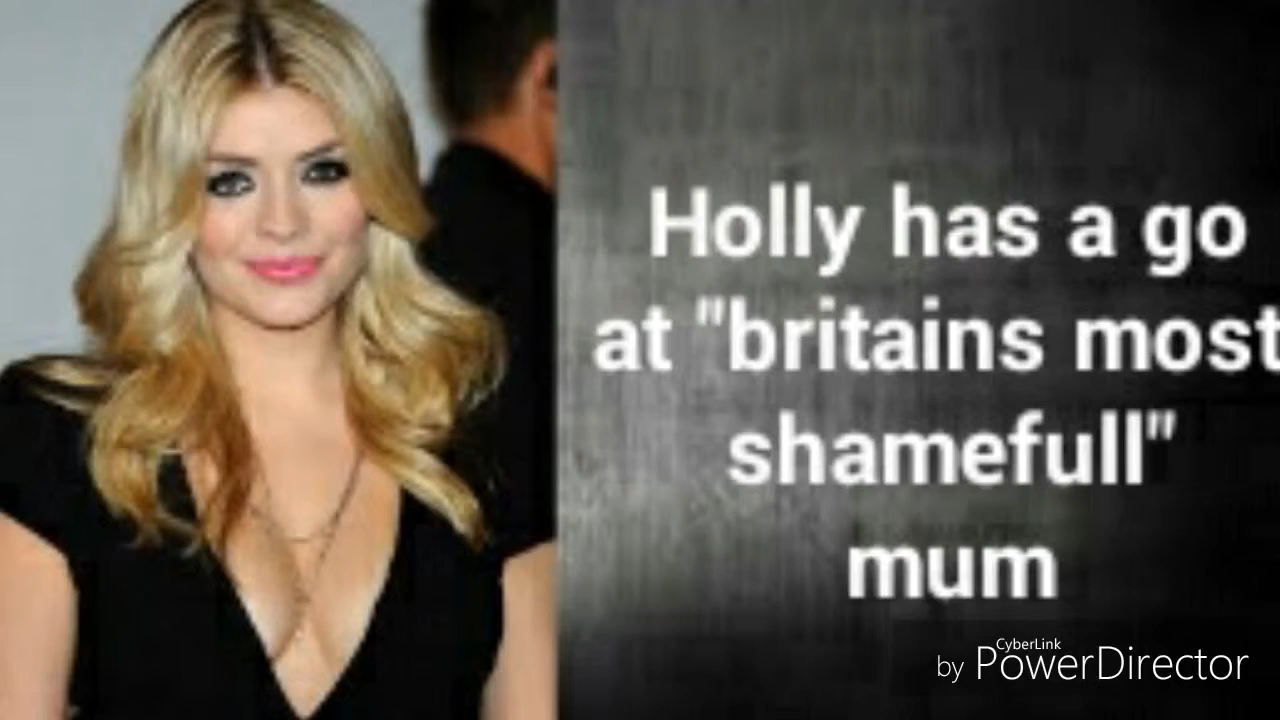 Holly has a go
at "britains most
shamefull"
mum
CyberLink
by PowerDirector